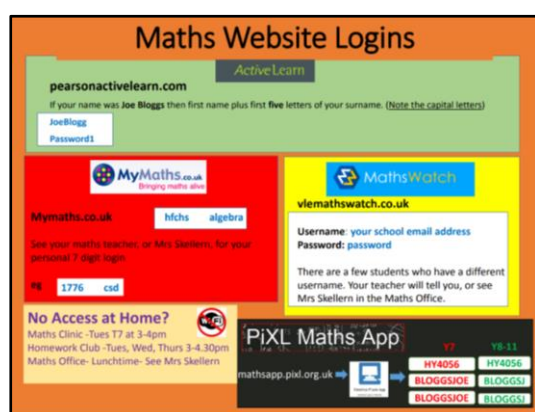 Maths Website Logins
ActiveLearn
pearsonactivelearn.com
If your name was Joe Bloggs then first name plus first five letters of your surname. (Note the capital letters)
JoeBlogg
Password1
MyMaths.co.uk
Bringing maths alive
Mymaths.co.uk
hfchs algebra
See your maths teacher, or Mrs Skellern, for your
personal 7 digit login
eg 1776 csd
MathsWatch
vlemathswatch.co.uk
Username: your school email address
Password: password
There are a few students who have a different
username. Your teacher will tell you, or see
Mrs Skellern in the Maths Office.
No Access at Home?
Maths Clinic -Tues T7 at 3-4pm
Homework Club -Tues, Wed, Thurs 3-4.30pm
Maths Office- Lunchtime- See Mrs Skellern
PiXL Maths App
mathsapp.pixl.org.uk
Y7 Y8-11
HY4056 HY4056
BLOGGSJOE BLOGGSJ
BLOGGSJOE BLOGGSJ